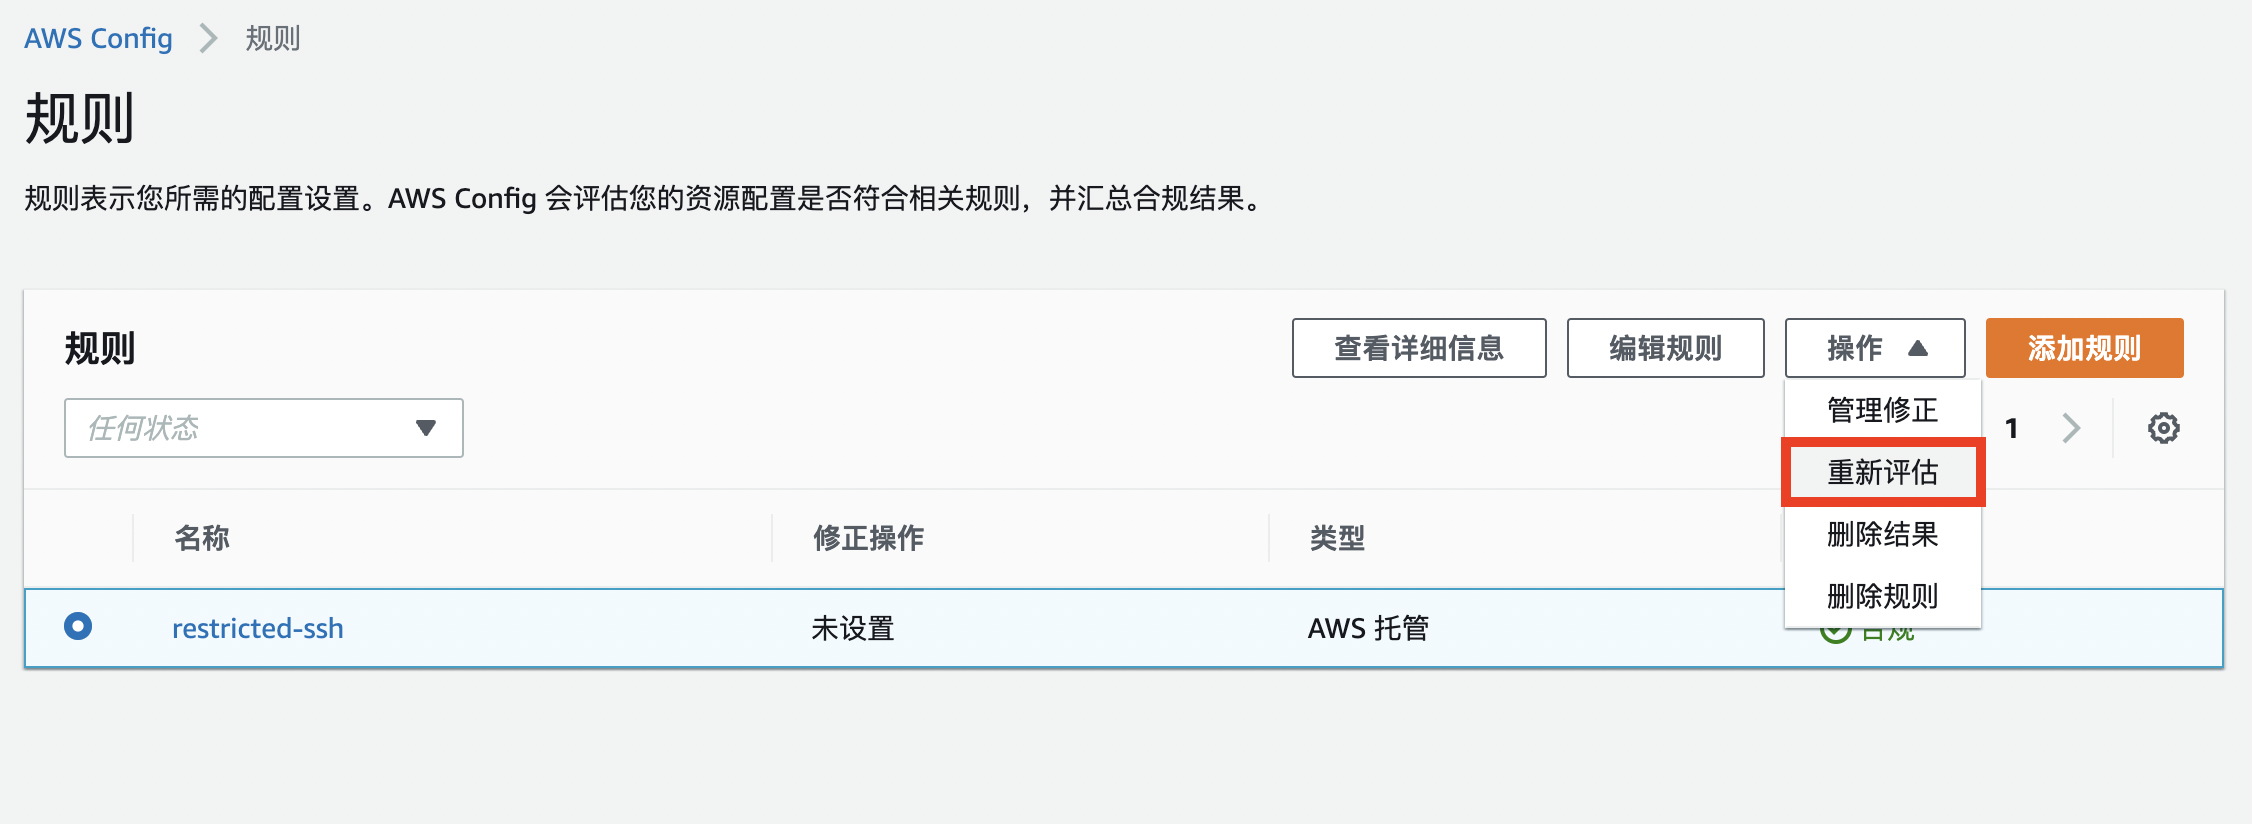 AWS Config
规则
规则
规则表示您所需的配置设置。AWS Config 会评估您的资源配置是否符合相关规则，并汇总合规结果。
规则
查看详细信息
编辑规则
操作
添加规则
任何状态
管理修正
1
重新评估
删除结果
删除规则
名称
修正操作
类型
restricted-ssh
未设置
AWS 托管
合规